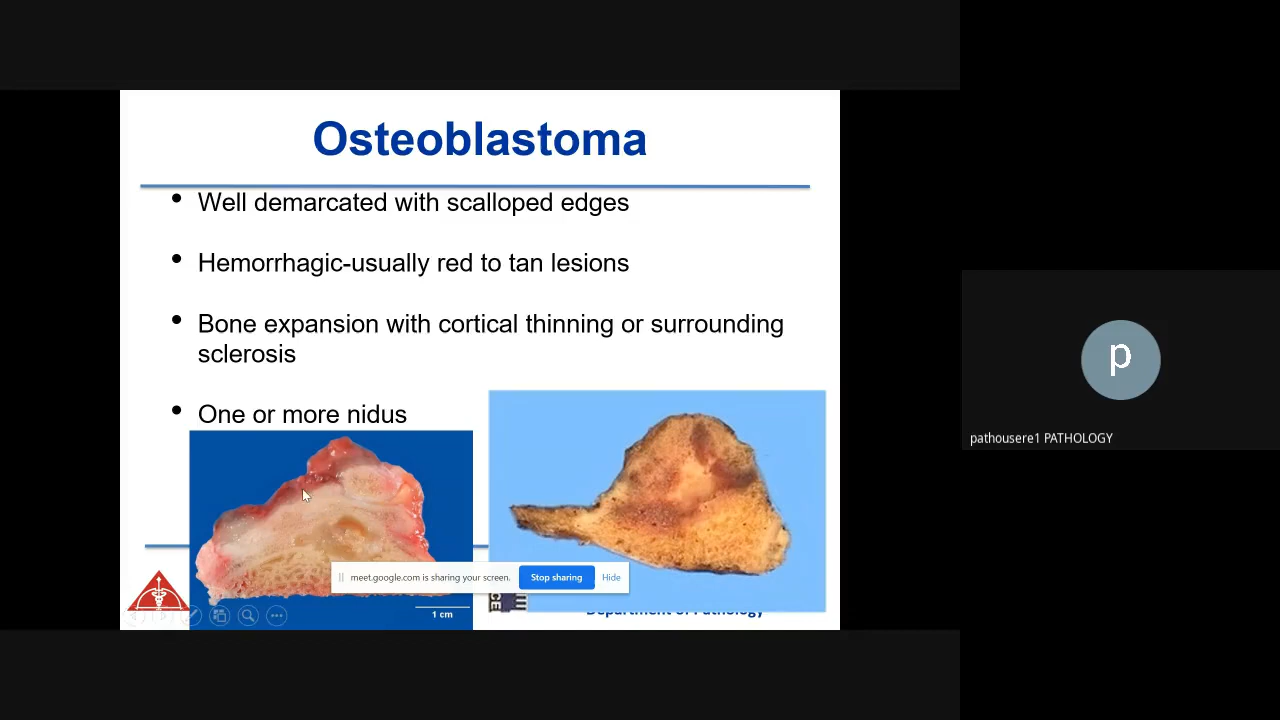 Osteoblastoma
• Well demarcated with scalloped edges
• Hemorrhagic-usually red to tan lesions
• Bone expansion with cortical thinning or surrounding
sclerosis
• One or more nidus
meet.google.com is sharing your screen. Stop sharing Hide
1 cm
Department of Pathology
p
pathousere1 PATHOLOGY